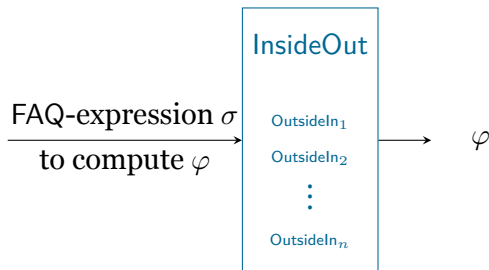 InsideOut
FAQ-expression σ
to compute φ
OutsideIn₁
OutsideIn₂
⋮
OutsideInₙ
φ